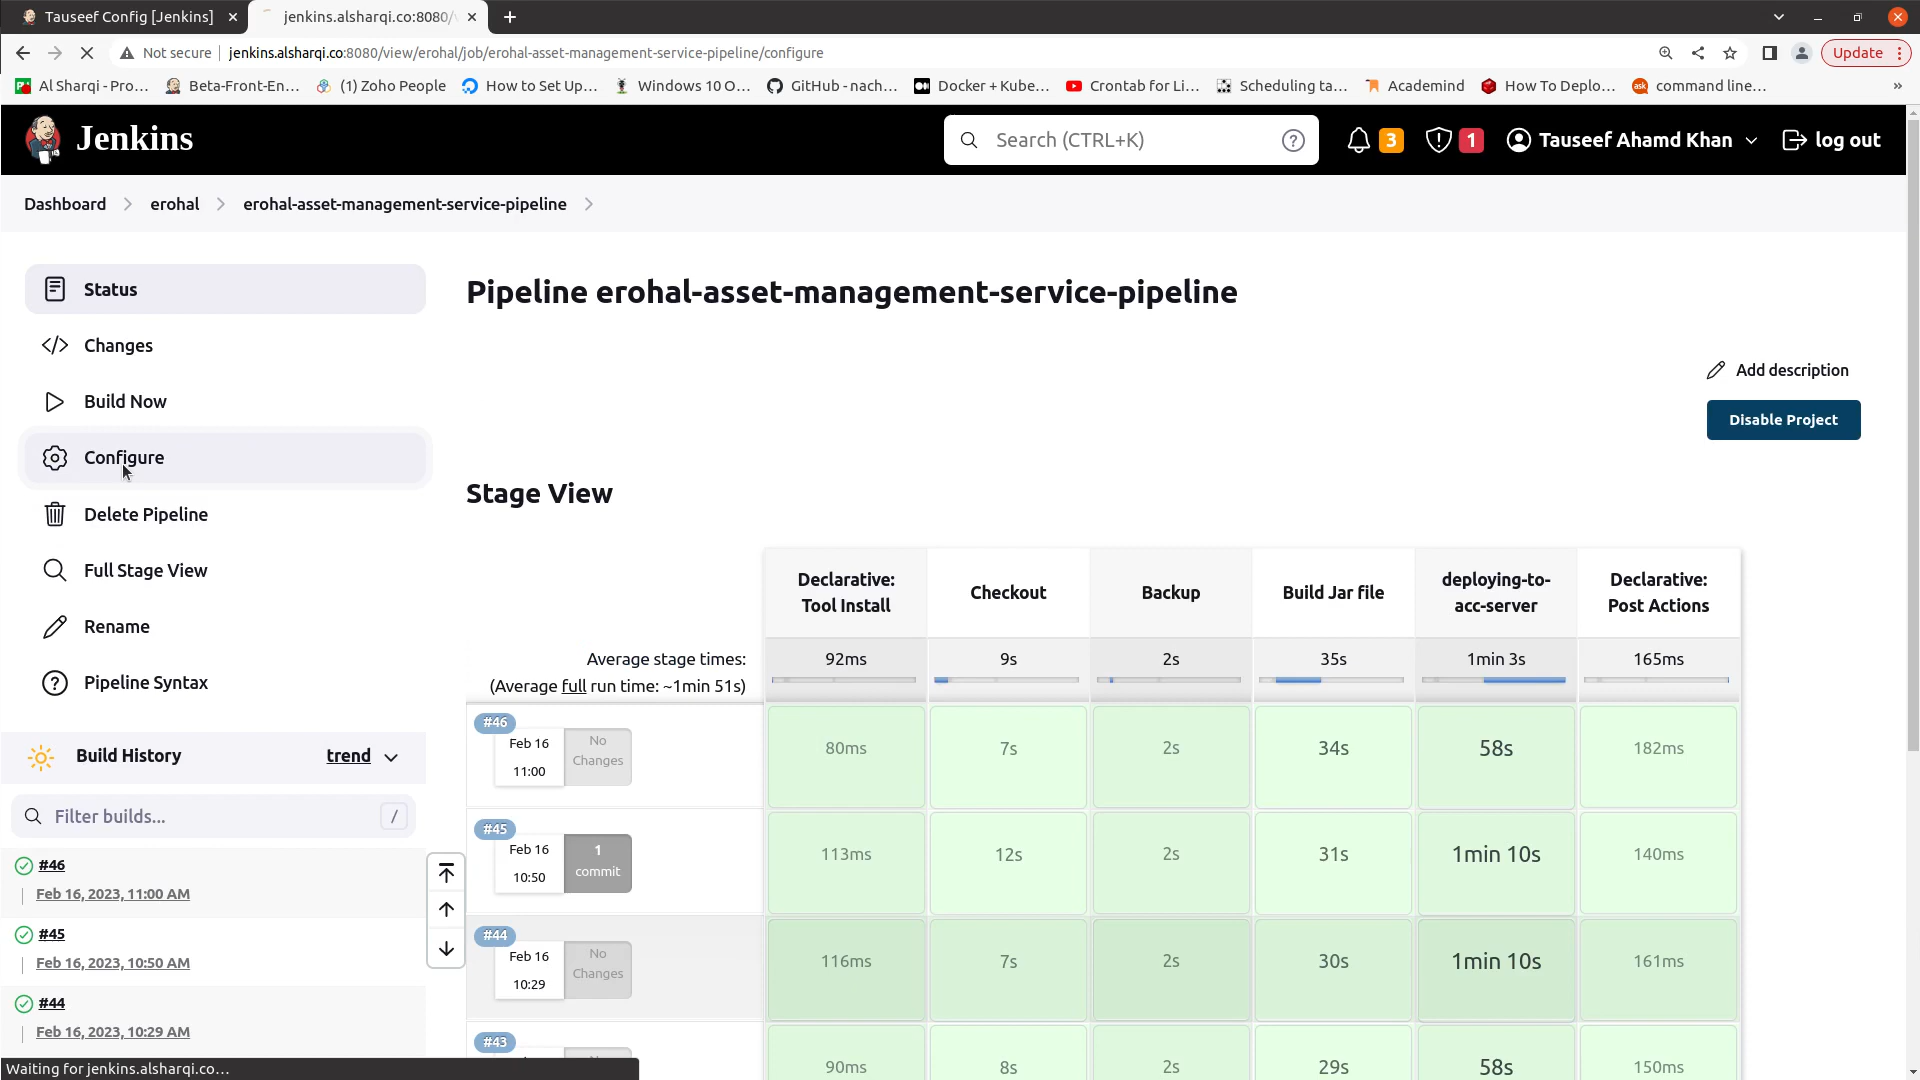 Tauseef Config [Jenkins]
jenkins.alsharqi.co:8080/
Not secure
jenkins.alsharqi.co:8080/view/erohal/job/erohal-asset-management-service-pipeline/configure
Update
Al Sharqi - Pro...
Beta-Front-En...
(1) Zoho People
How to Set Up,...
Windows 10 O...
GitHub - nach...
Docker + Kube...
Crontab for Li...
Scheduling ta...
Academind
How To Deplo...
command line...
Jenkins
Search (CTRL+K)
3
1
Tauseef Ahamd Khan
log out
Dashboard
erohal
erohal-asset-management-service-pipeline
Status
Changes
Build Now
Configure
Delete Pipeline
Full Stage View
Rename
Pipeline Syntax
Build History
trend
Filter builds...
/
#46
Feb 16, 2023, 11:00 AM
#45
Feb 16, 2023, 10:50 AM
#44
Feb 16, 2023, 10:29 AM
Waiting for jenkins.alsharqi.co...
Pipeline erohal-asset-management-service-pipeline
Add description
Disable Project
Stage View
Declarative:
Tool Install
Checkout
Backup
Build Jar file
deploying-to-
acc-server
Declarative:
Post Actions
Average stage times:
(Average full run time: ~1min 51s)
92ms
9s
2s
35s
1min 3s
165ms
#46
Feb 16
11:00
No
Changes
80ms
7s
2s
34s
58s
182ms
#45
Feb 16
10:50
1
commit
113ms
12s
2s
31s
1min 10s
140ms
#44
Feb 16
10:29
No
Changes
116ms
7s
2s
30s
1min 10s
161ms
#43
90ms
8s
2s
29s
58s
150ms